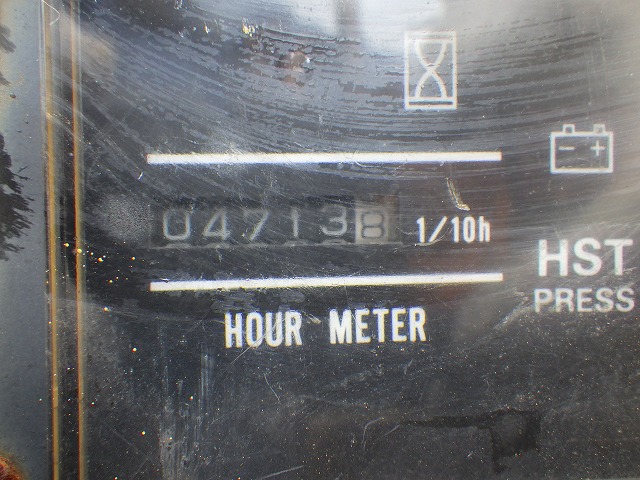 047138 1/10h
HOUR METER
- +
HST
PRESS